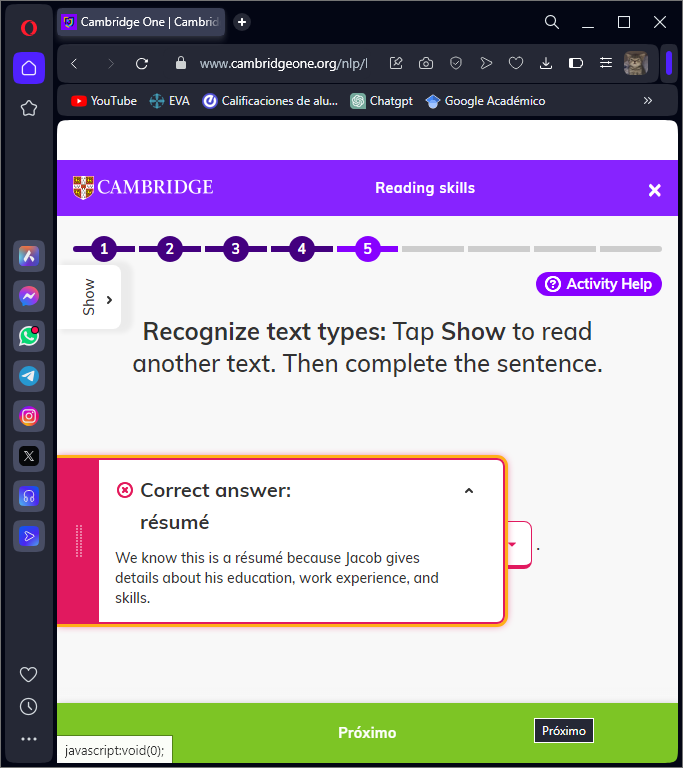 Cambridge One | Cambrid
www.cambridgeone.org/nlp/l
YouTube
EVA
Calificaciones de alu...
Chatgpt
Google Académico
CAMBRIDGE
Reading skills
1
2
3
4
5
Show
Activity Help
Recognize text types: Tap Show to read
another text. Then complete the sentence.
Correct answer:
résumé
We know this is a résumé because Jacob gives
details about his education, work experience, and
skills.
.
Próximo
Próximo
javascript:void(0);